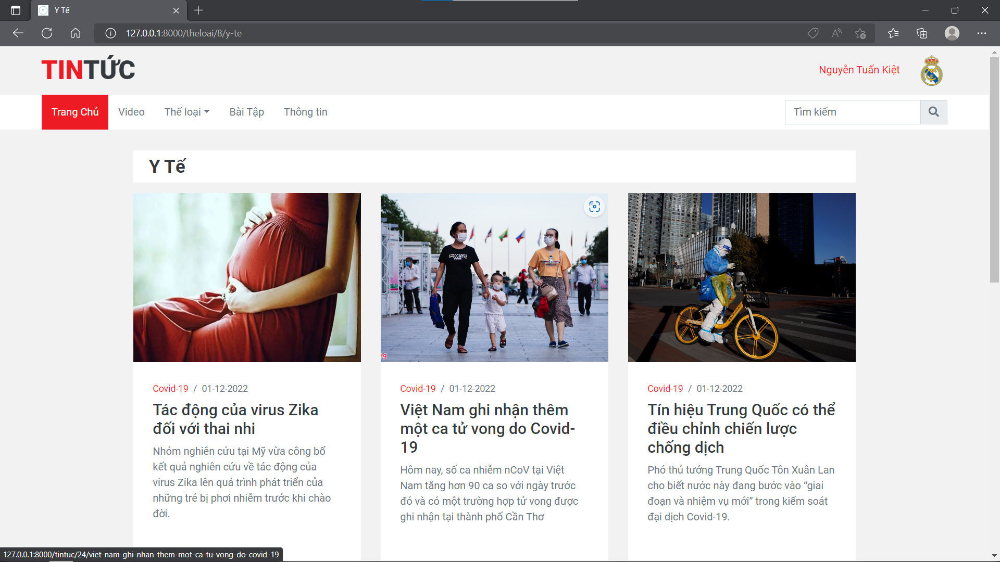 Y Tế
127.0.0.1:8000/theloai/8/y-te
TINTỨC
Nguyễn Tuấn Kiệt
Trang Chủ
Video
Thể loại
Bài Tập
Thông tin
Tìm kiếm
Y Tế
Covid-19 / 01-12-2022
Tác động của virus Zika
đối với thai nhi
Nhóm nghiên cứu tại Mỹ vừa công bố
kết quả nghiên cứu về tác động của
virus Zika lên quá trình phát triển của
những trẻ bị phơi nhiễm trước khi chào
đời.
Covid-19 / 01-12-2022
Việt Nam ghi nhận thêm
một ca tử vong do Covid-
19
Hôm nay, số ca nhiễm nCoV tại Việt
Nam tăng hơn 90 ca so với ngày trước
đó và có một trường hợp tử vong được
ghi nhận tại thành phố Cần Thơ
Covid-19 / 01-12-2022
Tín hiệu Trung Quốc có thể
điều chỉnh chiến lược
chống dịch
Phó thủ tướng Trung Quốc Tôn Xuân Lan
cho biết nước này đang bước vào “giai
đoạn và nhiệm vụ mới” trong kiểm soát
đại dịch Covid-19.
127.0.0.1:8000/tintuc/24/viet-nam-ghi-nhan-them-mot-ca-tu-vong-do-covid-19